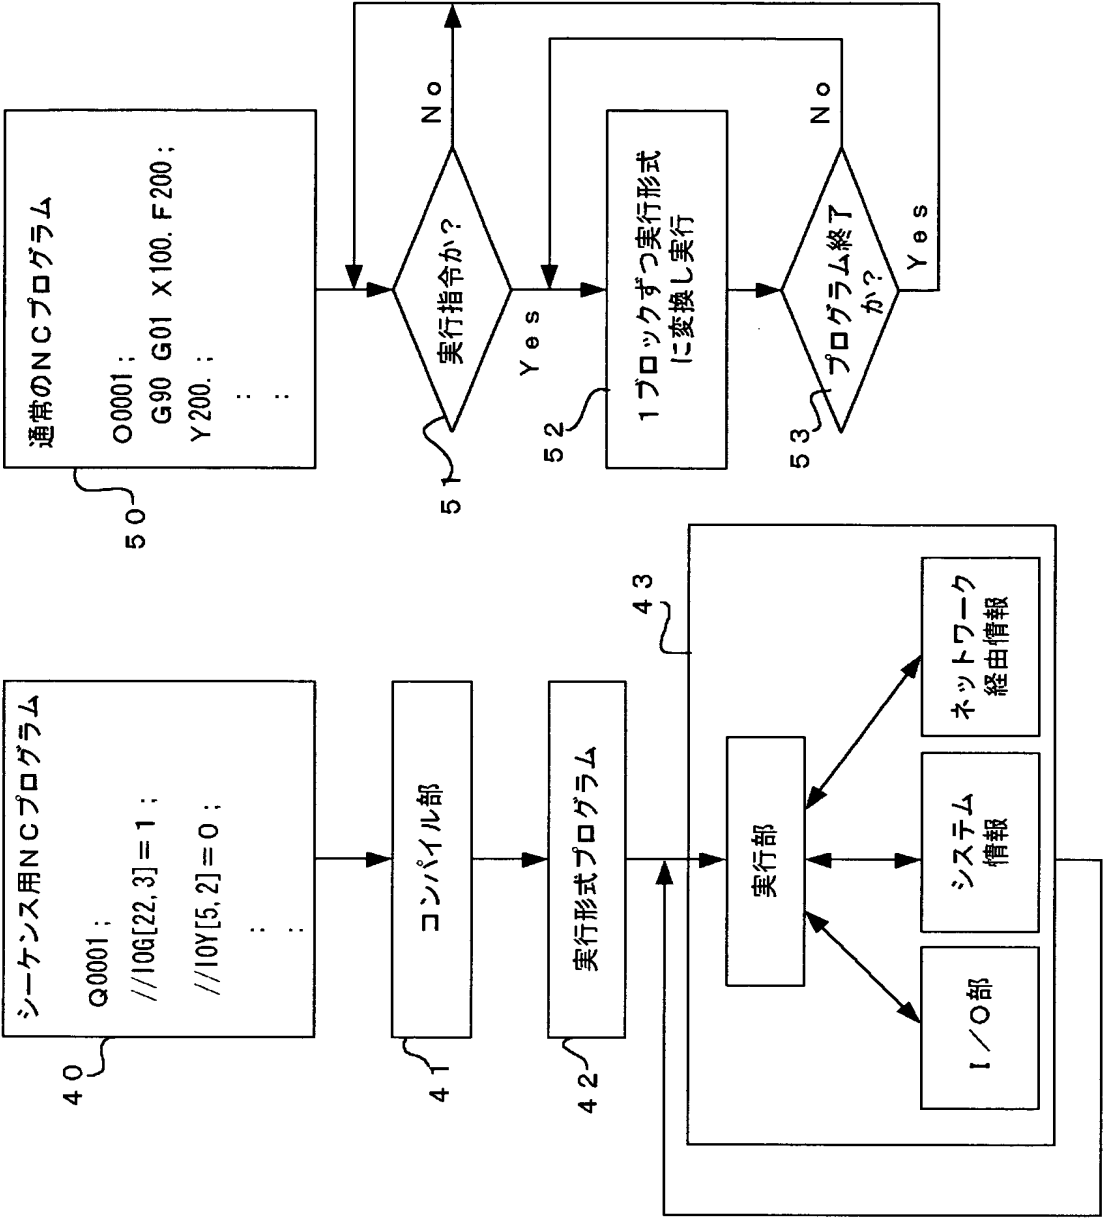 シーケンス用NCプログラム
Q0001;
//IOG[22,3]=1;
//IOY[5,2]=0;
:
:
40
コンパイル部
41
実行形式プログラム
42
43
実行部
I/O部
システム
情報
ネットワーク
経由情報
通常のNCプログラム
O0001;
G90 G01 X100.F200;
Y200.;
:
:
50
実行指令か?
51
No
Yes
1ブロックずつ実行形式
に変換し実行
52
プログラム終了
か?
53
No
Yes